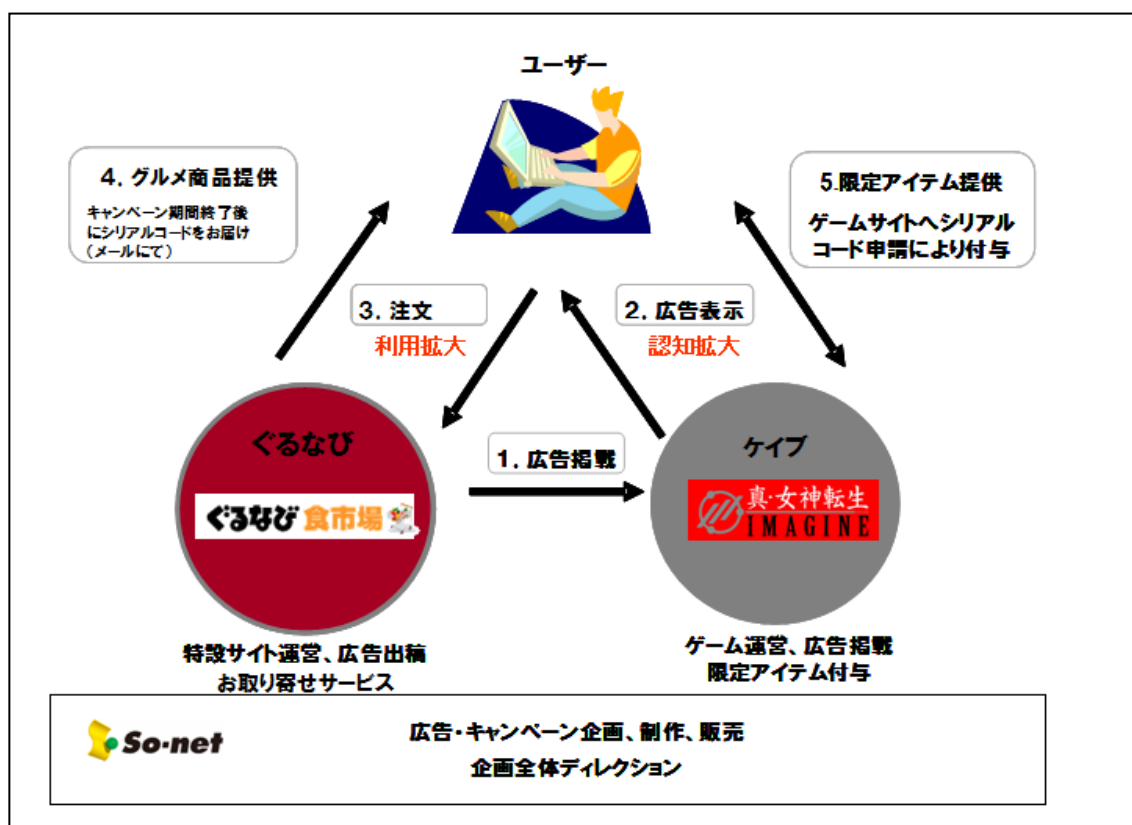 ユーザー
4. グルメ商品提供
キャンペーン期間終了後
にシリアルコードをお届け
（メールにて）
5.限定アイテム提供
ゲームサイトへシリアル
コード申請により付与
3. 注文
利用拡大
2. 広告表示
認知拡大
ぐるなび
ぐるなび 食市場
1. 広告掲載
ケイブ
真・女神転生
IMAGINE
特設サイト運営、広告出稿
お取り寄せサービス
ゲーム運営、広告掲載
限定アイテム付与
So-net
広告・キャンペーン企画、制作、販売
企画全体ディレクション